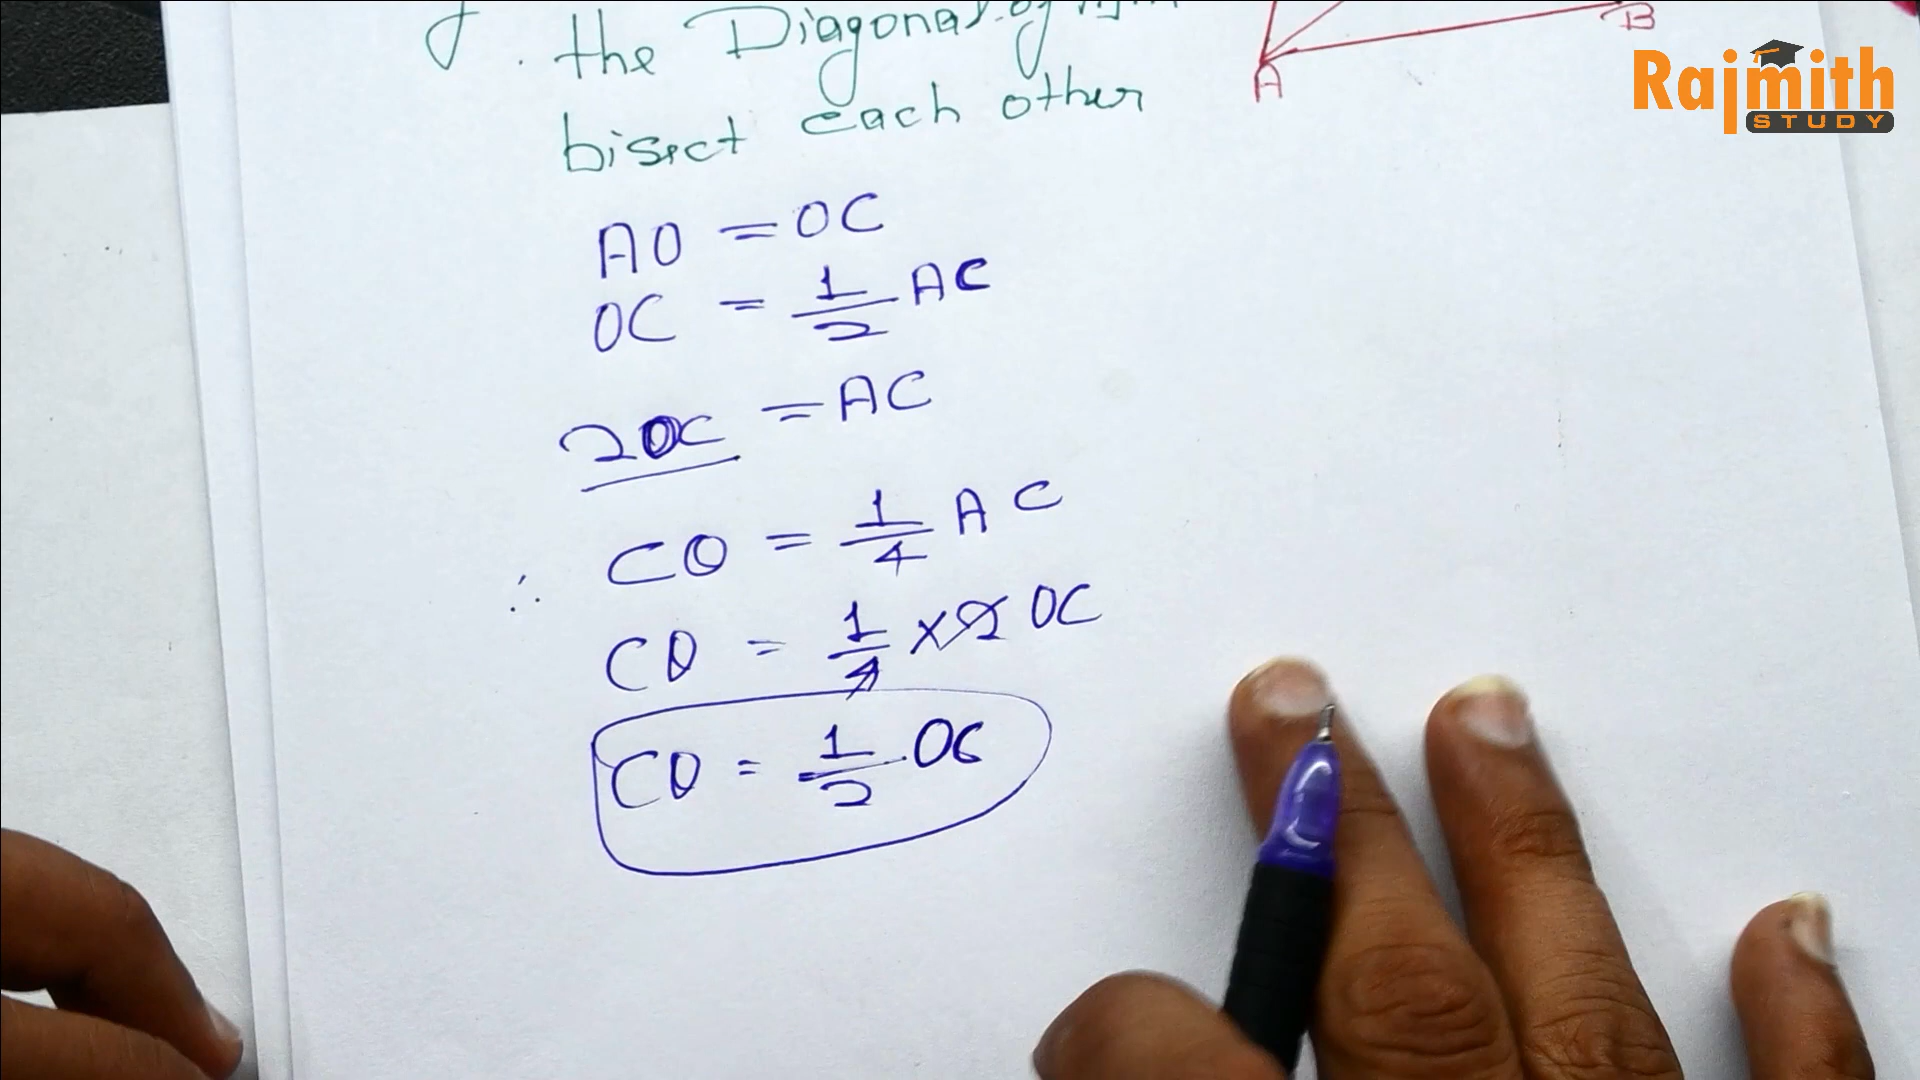 the Diagonal of
bisect each other
AO = OC
OC = 1/2 AC
2OC = AC
∴ CQ = 1/4 AC
CQ = 1/4 × 2 OC
CQ = 1/2 OC
A
B
Rajmith
STUDY